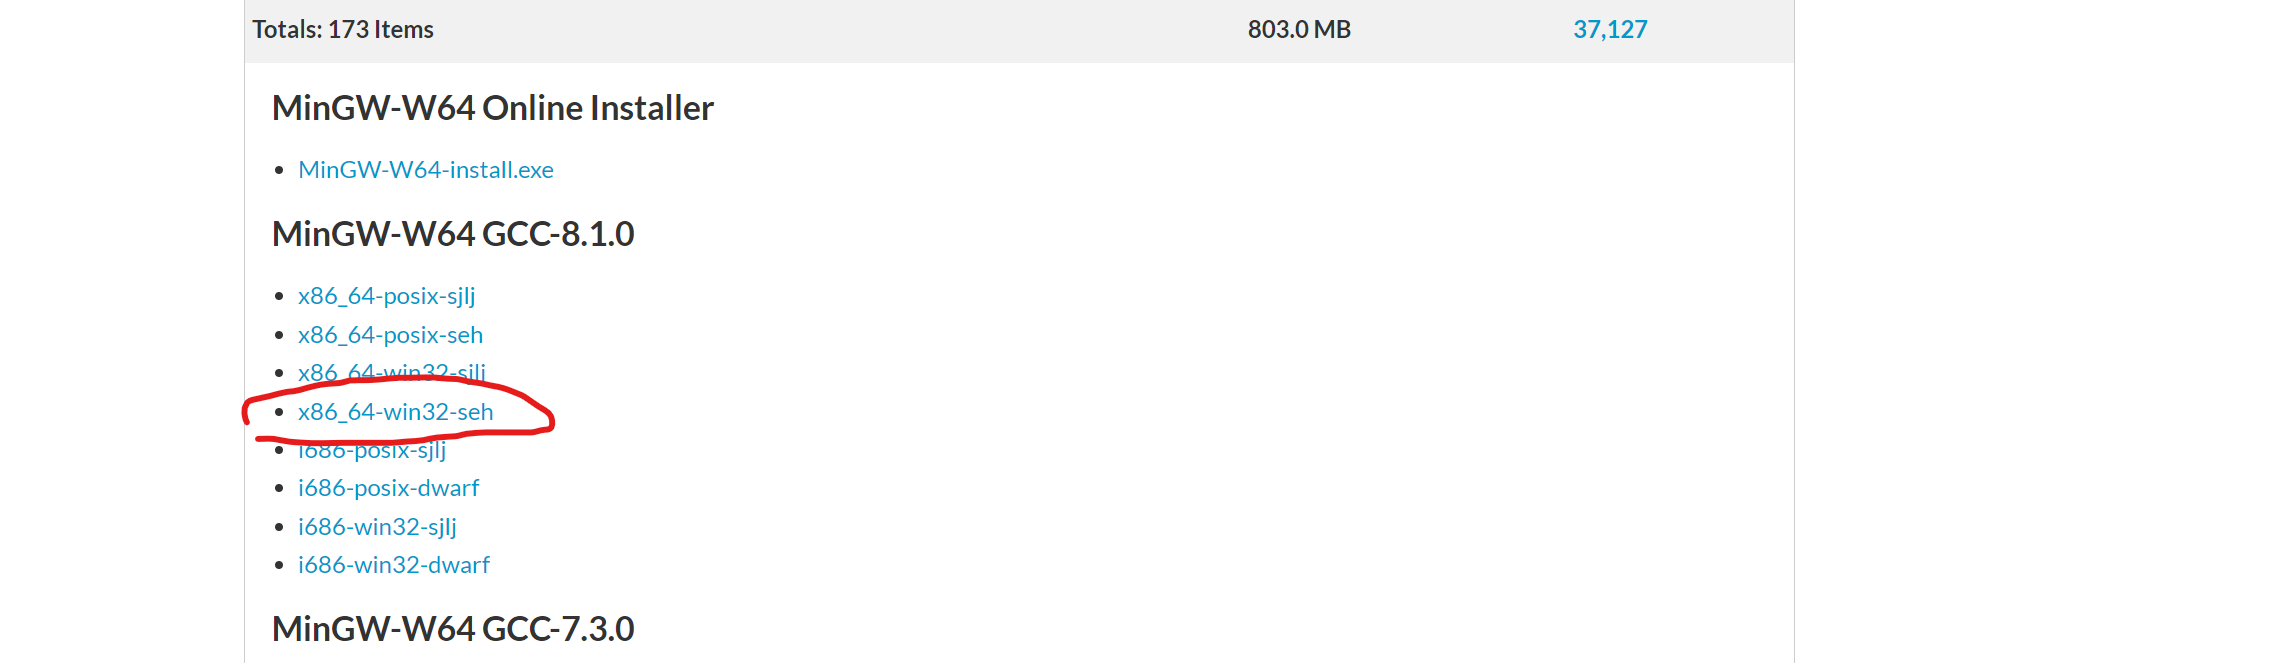 Totals: 173 Items 803.0 MB 37,127
MinGW-W64 Online Installer
MinGW-W64-install.exe
MinGW-W64 GCC-8.1.0
x86_64-posix-sjlj
x86_64-posix-seh
x86_64-win32-sjlj
x86_64-win32-seh
i686-posix-sjlj
i686-posix-dwarf
i686-win32-sjlj
i686-win32-dwarf
MinGW-W64 GCC-7.3.0